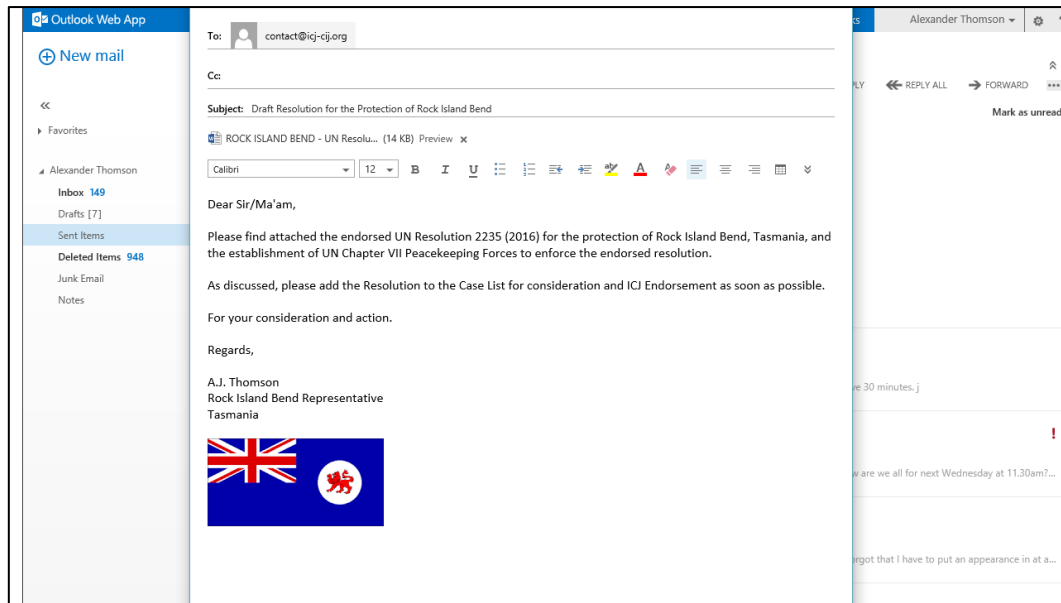 Outlook Web App
New mail
Favorites
Alexander Thomson
Inbox 149
Drafts [7]
Sent Items
Deleted Items 948
Junk Email
Notes
To: contact@icj-cij.org
Cc:
Subject: Draft Resolution for the Protection of Rock Island Bend
ROCK ISLAND BEND - UN Resolu... (14 KB) Preview
Calibri 12 B I U
Dear Sir/Ma'am,
Please find attached the endorsed UN Resolution 2235 (2016) for the protection of Rock Island Bend, Tasmania, and
the establishment of UN Chapter VII Peacekeeping Forces to enforce the endorsed resolution.
As discussed, please add the Resolution to the Case List for consideration and ICJ Endorsement as soon as possible.
For your consideration and action.
Regards,
A.J. Thomson
Rock Island Bend Representative
Tasmania
Alexander Thomson
REPLY ALL FORWARD
Mark as unread
30 minutes. j
are we all for next Wednesday at 11.30am?...
that I have to put an appearance in at a...